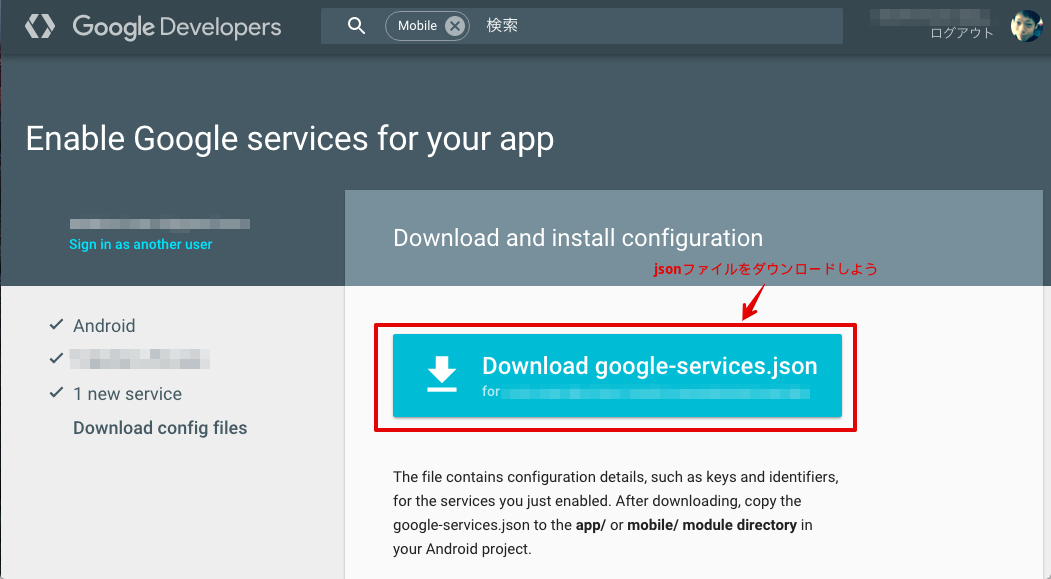 Google Developers
Mobile
検索
ログアウト
Enable Google services for your app
Sign in as another user
Download and install configuration
jsonファイルをダウンロードしよう
Android
1 new service
Download config files
Download google-services.json
for
The file contains configuration details, such as keys and identifiers,
for the services you just enabled. After downloading, copy the
google-services.json to the app/ or mobile/ module directory in
your Android project.